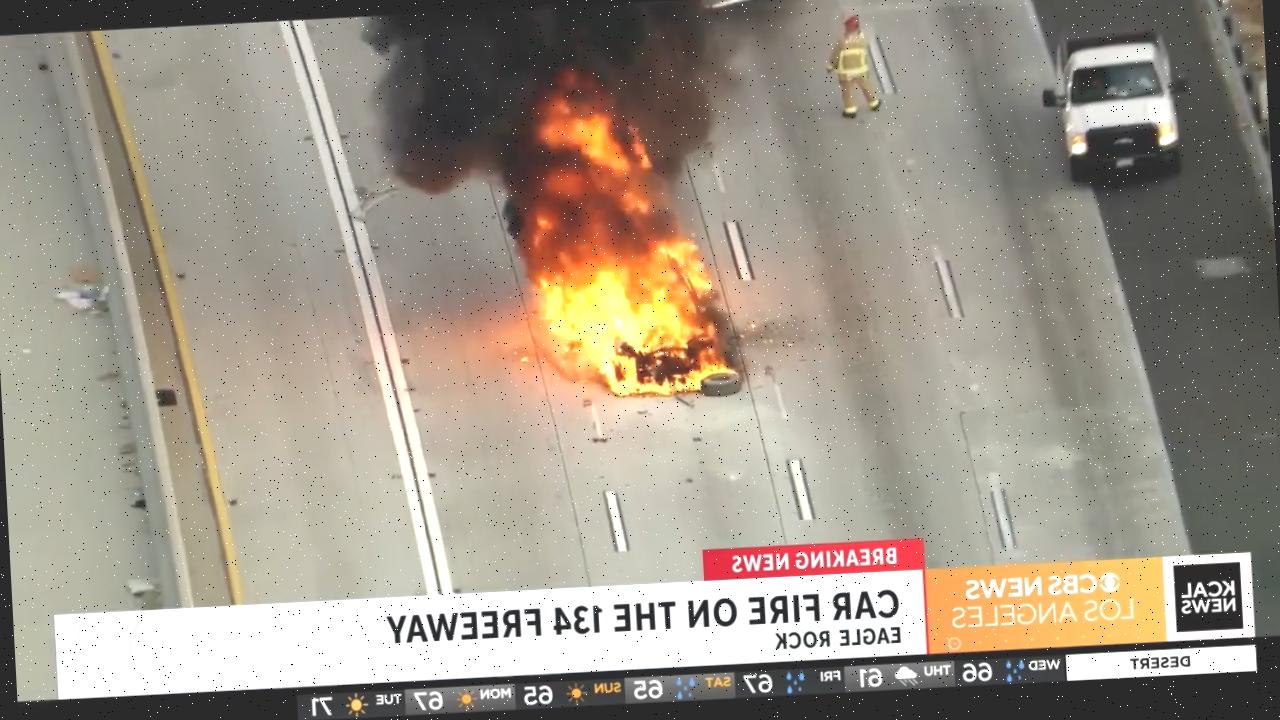 BREAKING NEWS
CAR FIRE ON THE 134 FREEWAY
EAGLE ROCK
CBS NEWS
LOS ANGELES
KCAL
NEWS
DESERT
WED 66 THU 61 FRI 67 SAT 65 SUN 65 MON 67 TUE 71